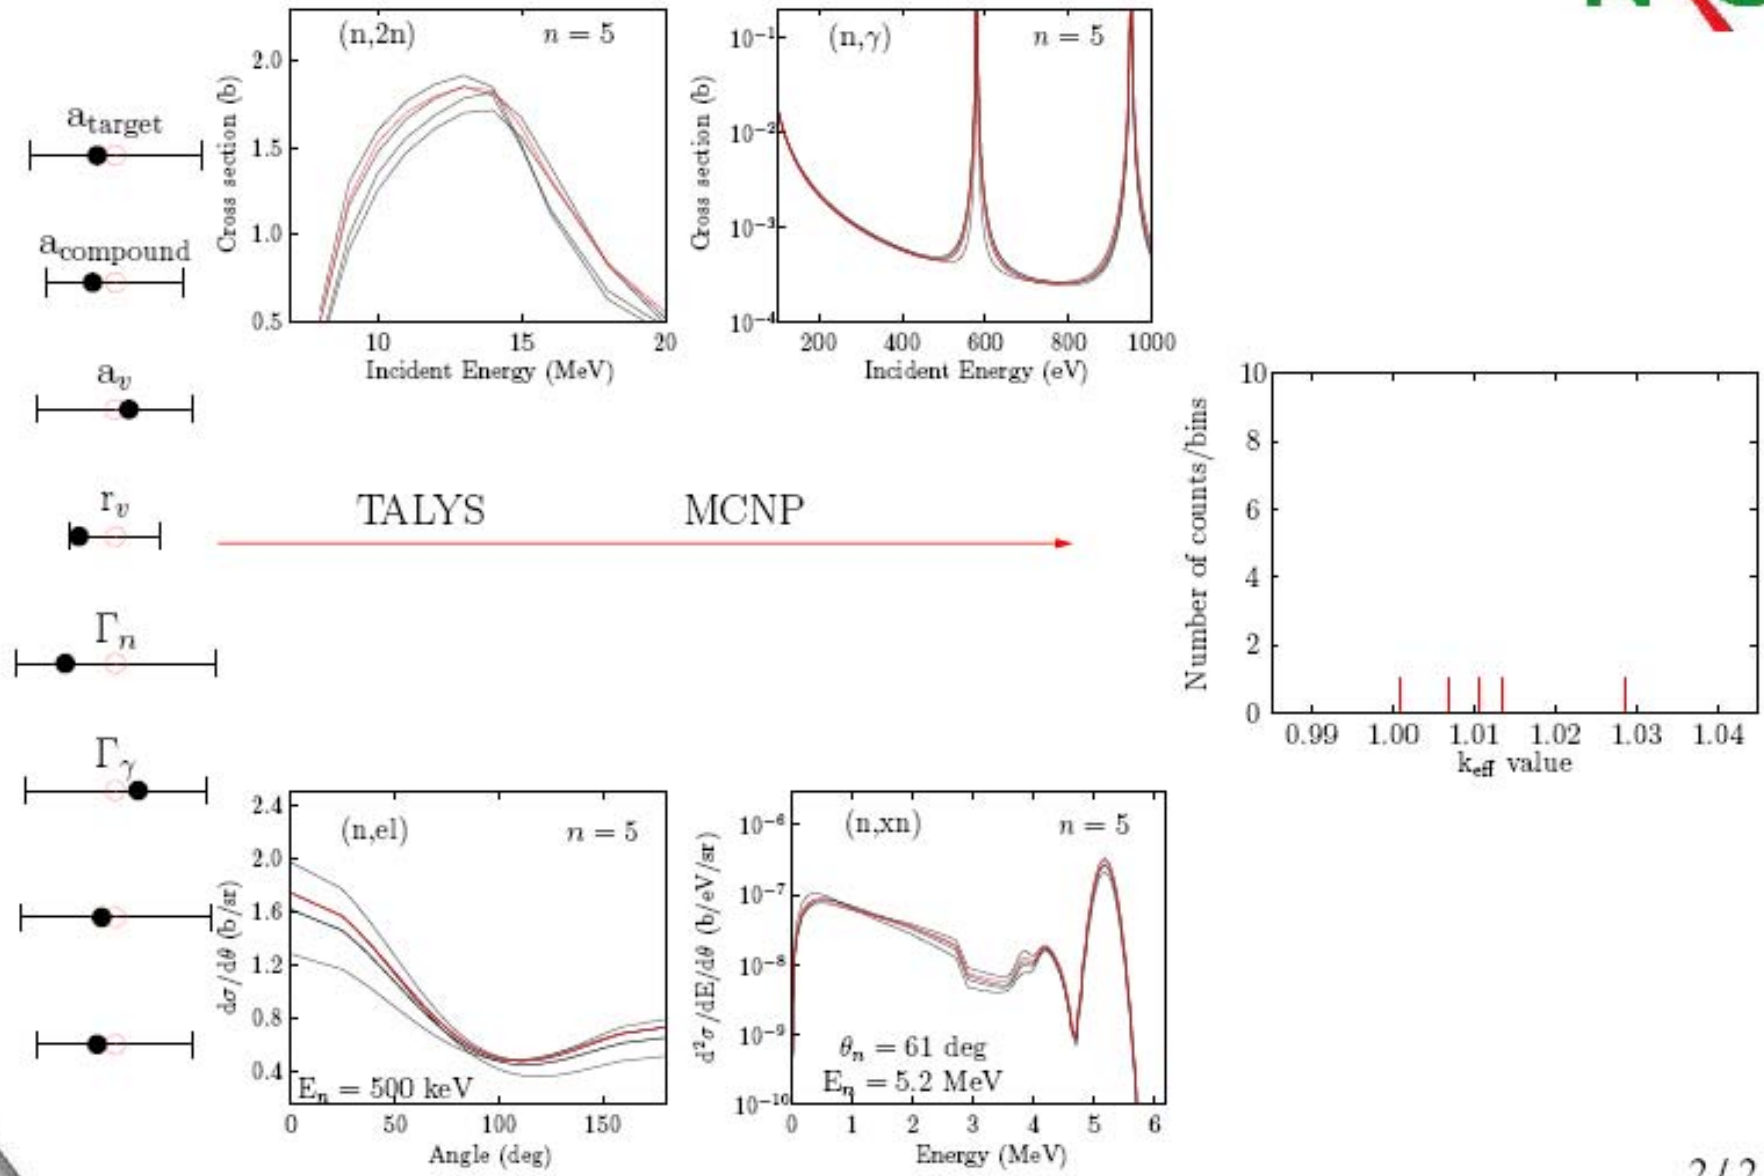 a_target
a_compound
a_v
r_v
Γ_n
Γ_γ
(n,2n) n = 5
Cross section (b)
2.0
1.5
1.0
0.5
10 15 20
Incident Energy (MeV)
(n,γ) n = 5
Cross section (b)
10⁻¹
10⁻²
10⁻³
10⁻⁴
200 400 600 800 1000
Incident Energy (eV)
TALYS MCNP
Number of counts/bins
10
8
6
4
2
0
0.99 1.00 1.01 1.02 1.03 1.04
k_eff value
(n,el) n = 5
dσ/dθ (b/sr)
2.4
2.0
1.6
1.2
0.8
0.4
E_n = 500 keV
0 50 100 150
Angle (deg)
(n,xn) n = 5
d²σ/dE/dθ (b/eV/sr)
10⁻⁶
10⁻⁷
10⁻⁸
10⁻⁹
10⁻¹⁰
θ_n = 61 deg
E_n = 5.2 MeV
0 1 2 3 4 5 6
Energy (MeV)